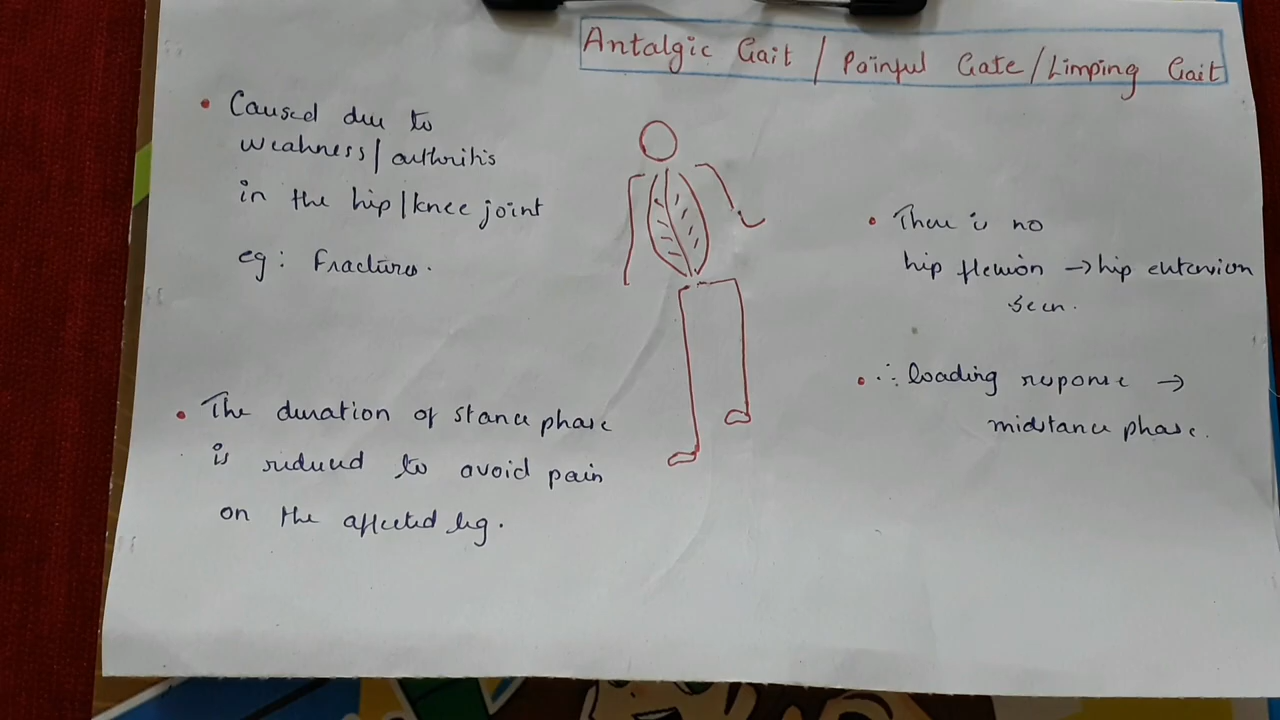 Antalgic Gait / Painful Gate / Limping Gait
• Caused due to
weakness / arthritis
in the hip / knee joint
eg: Fractures.
• The duration of stance phase
is reduced to avoid pain
on the affected leg.
• There is no
hip flexion → hip extension
seen.
• ∴ loading response →
midstance phase.